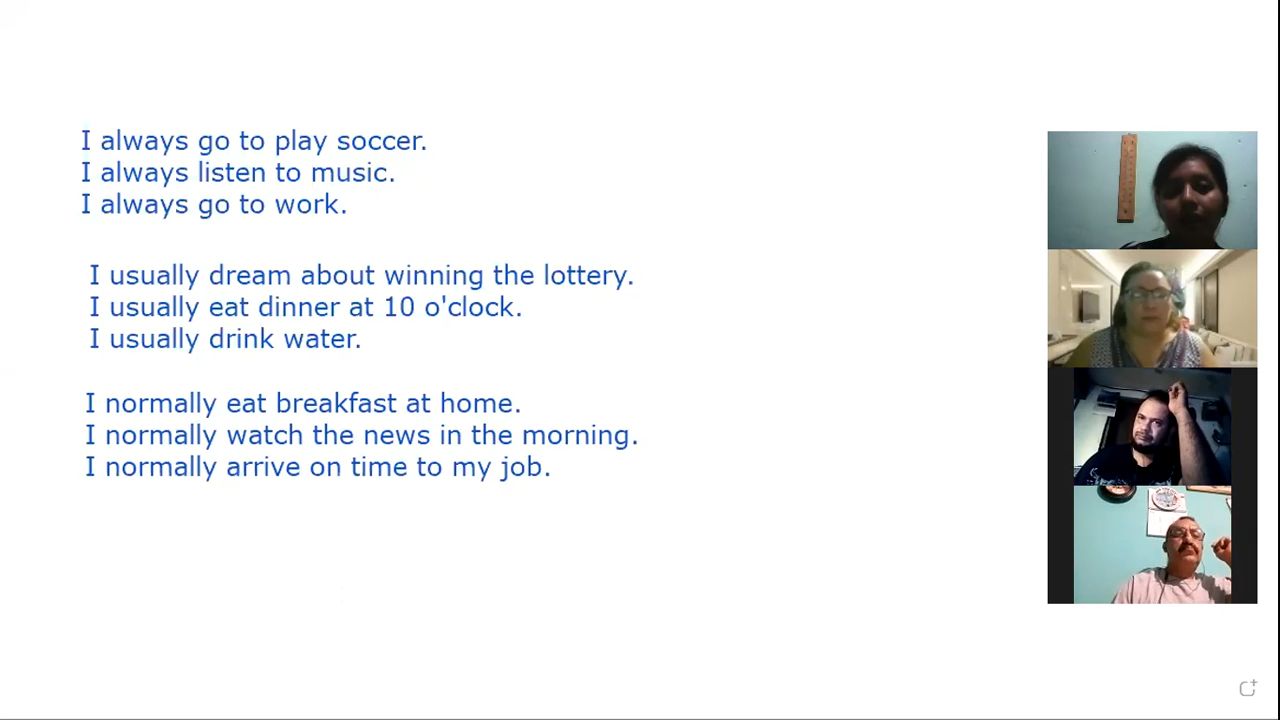 I always go to play soccer.
I always listen to music.
I always go to work.
I usually dream about winning the lottery.
I usually eat dinner at 10 o'clock.
I usually drink water.
I normally eat breakfast at home.
I normally watch the news in the morning.
I normally arrive on time to my job.